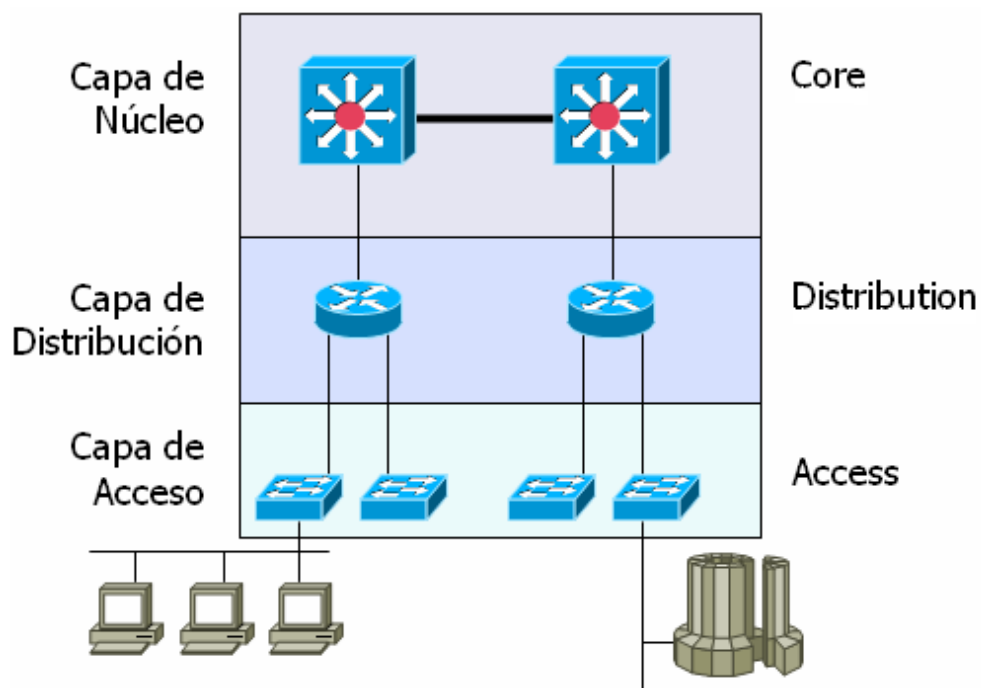 Capa de
Núcleo
Core
Capa de
Distribución
Distribution
Capa de
Acceso
Access